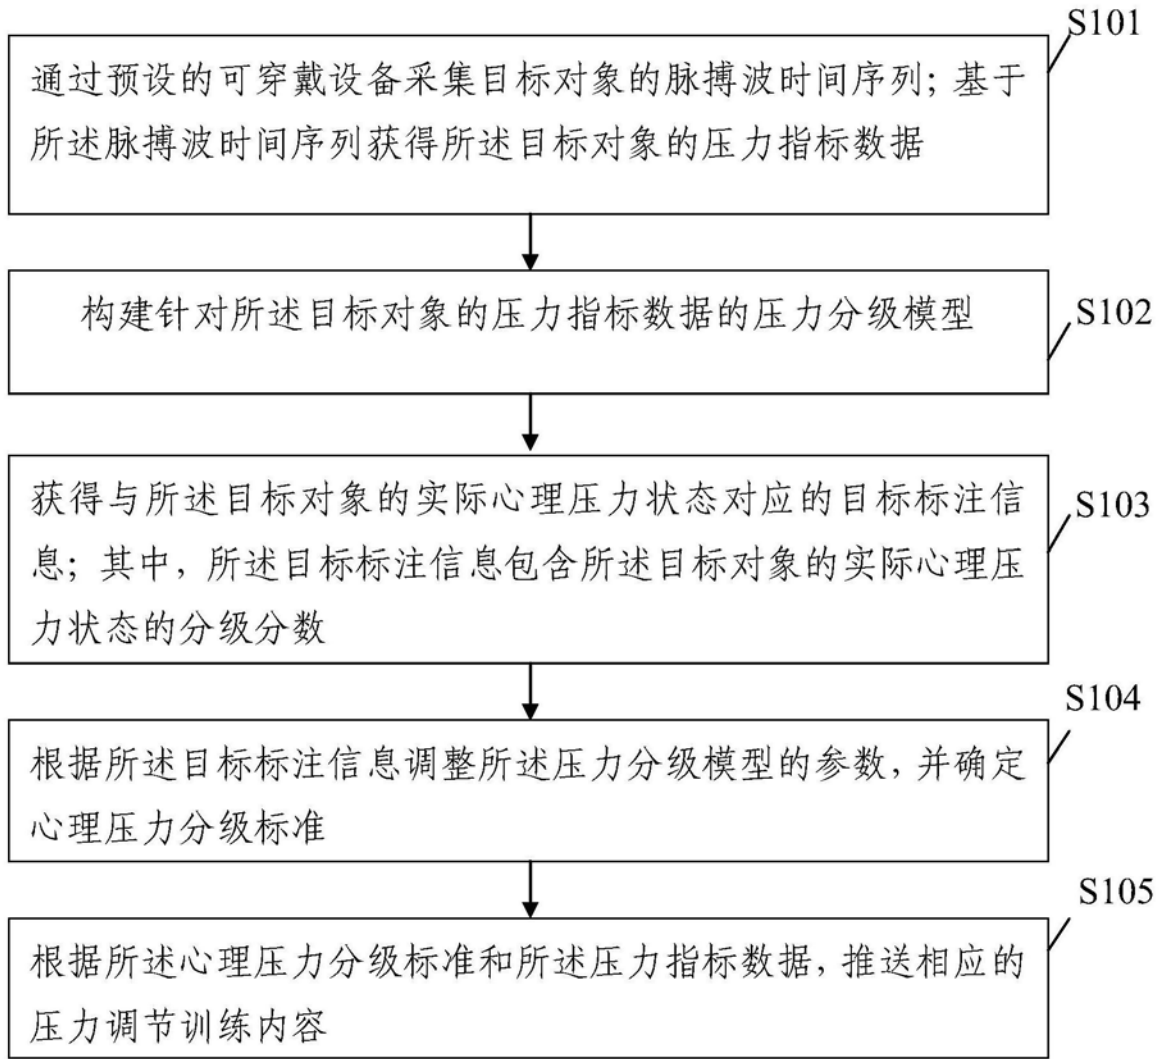 S101
通过预设的可穿戴设备采集目标对象的脉搏波时间序列；基于
所述脉搏波时间序列获得所述目标对象的压力指标数据
构建针对所述目标对象的压力指标数据的压力分级模型
S102
获得与所述目标对象的实际心理压力状态对应的目标标注信
息；其中，所述目标标注信息包含所述目标对象的实际心理压
力状态的分级分数
S103
S104
根据所述目标标注信息调整所述压力分级模型的参数，并确定
心理压力分级标准
S105
根据所述心理压力分级标准和所述压力指标数据，推送相应的
压力调节训练内容